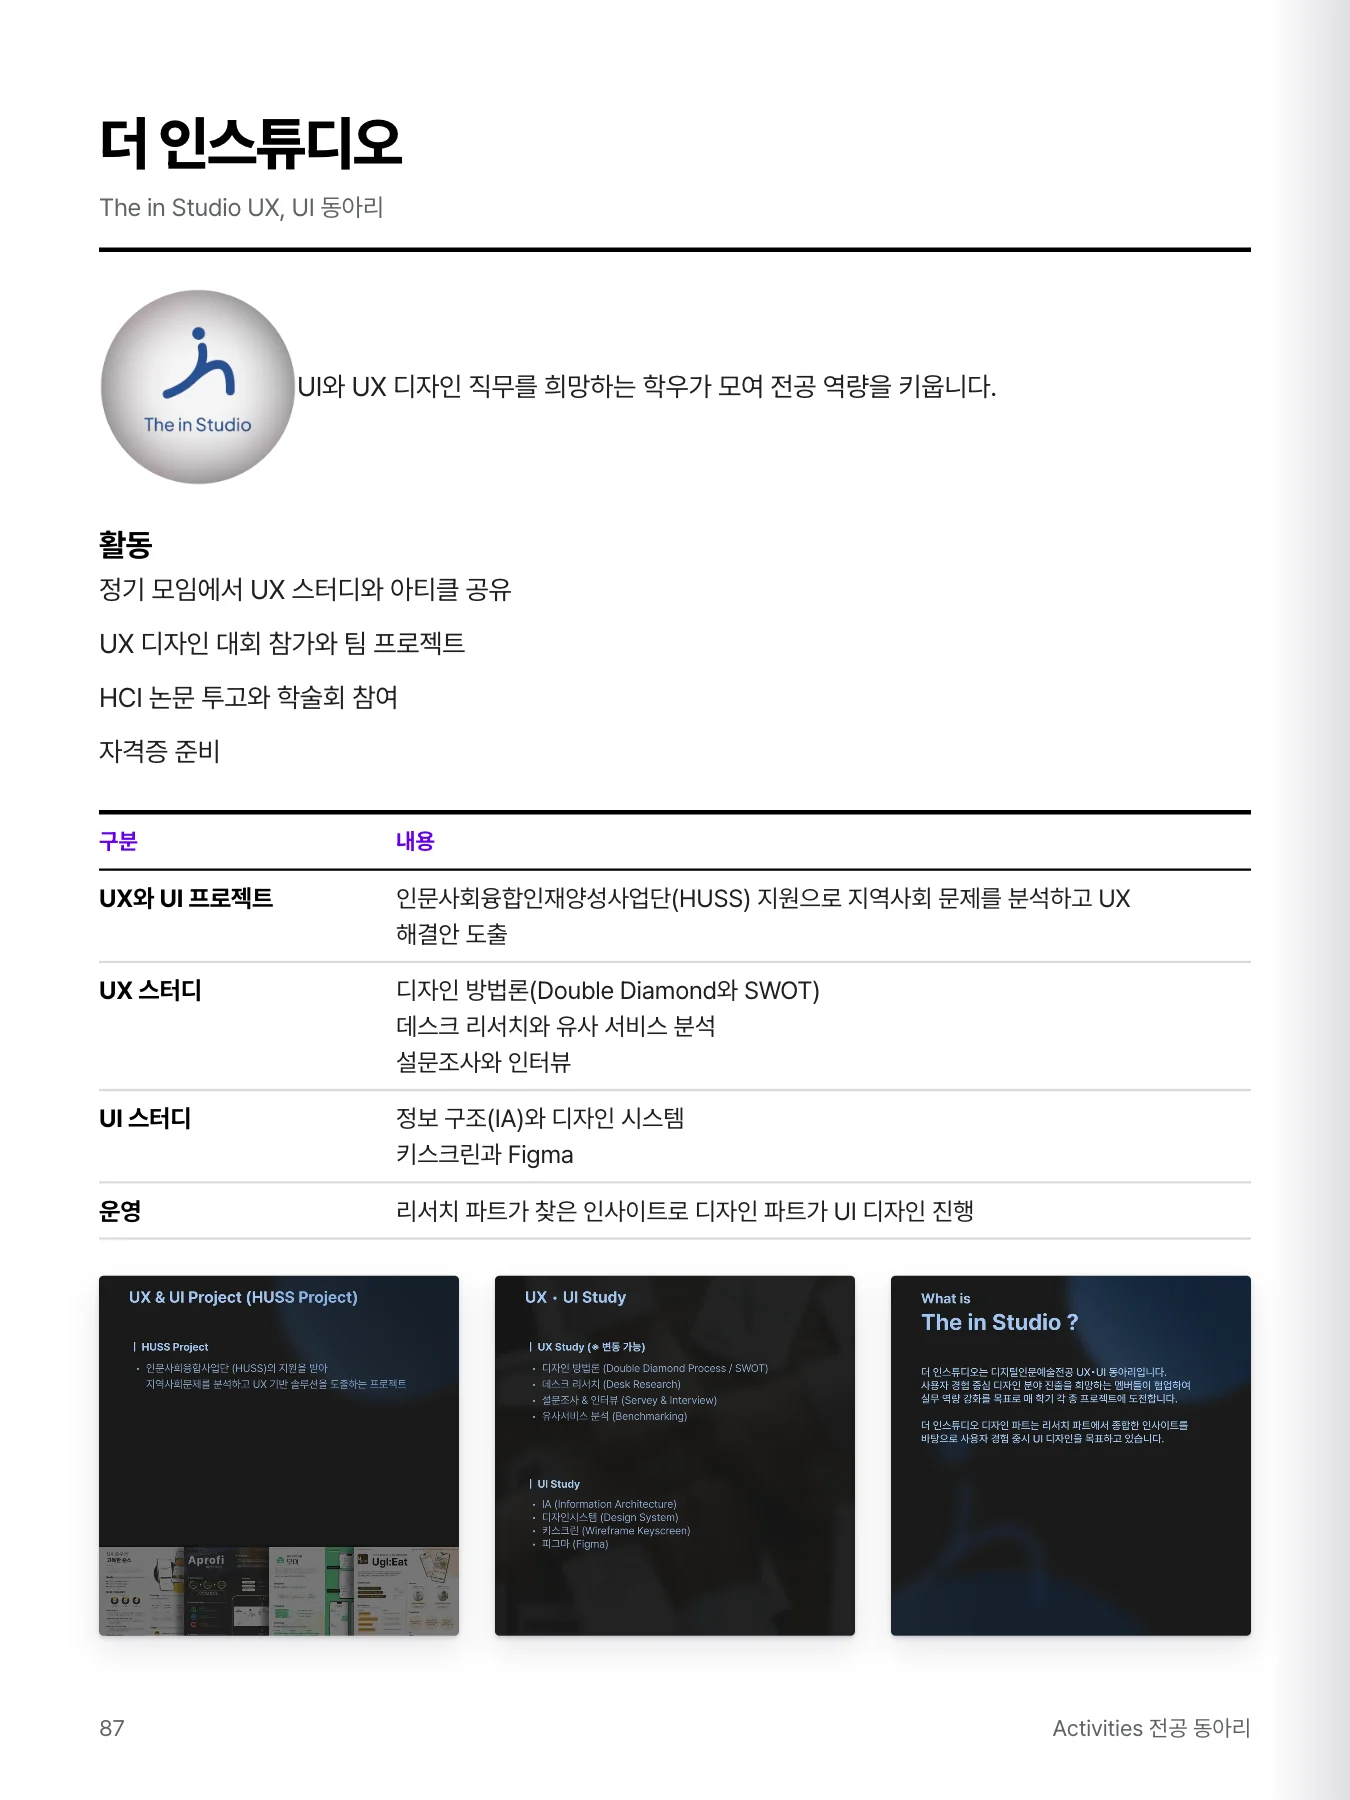 더 인스튜디오
The in Studio UX, UI 동아리
The in Studio
UI와 UX 디자인 직무를 희망하는 학우가 모여 전공 역량을 키웁니다.
활동
정기 모임에서 UX 스터디와 아티클 공유
UX 디자인 대회 참가와 팀 프로젝트
HCI 논문 투고와 학술회 참여
자격증 준비
구분 내용
UX와 UI 프로젝트 인문사회융합인재양성사업단(HUSS) 지원으로 지역사회 문제를 분석하고 UX
해결안 도출
UX 스터디 디자인 방법론(Double Diamond와 SWOT)
데스크 리서치와 유사 서비스 분석
설문조사와 인터뷰
UI 스터디 정보 구조(IA)와 디자인 시스템
키스크린과 Figma
운영 리서치 파트가 찾은 인사이트로 디자인 파트가 UI 디자인 진행
UX & UI Project (HUSS Project)
| HUSS Project
• 인문사회융합사업단 (HUSS)의 지원을 받아
지역사회문제를 분석하고 UX 기반 솔루션을 도출하는 프로젝트
Aprofi
Ugl:Eat
UX · UI Study
| UX Study (※ 변동 가능)
• 디자인 방법론 (Double Diamond Process / SWOT)
• 데스크 리서치 (Desk Research)
• 설문조사 & 인터뷰 (Servey & Interview)
• 유사서비스 분석 (Benchmarking)
| UI Study
• IA (Information Architecture)
• 디자인시스템 (Design System)
• 키스크린 (Wireframe Keyscreen)
• 피그마 (Figma)
What is
The in Studio ?
더 인스튜디오는 디지털인문예술전공 UX·UI 동아리입니다.
사용자 경험 중심 디자인 분야 진출을 희망하는 멤버들이 협업하여
실무 역량 강화를 목표로 매 학기 각 종 프로젝트에 도전합니다.
더 인스튜디오 디자인 파트는 리서치 파트에서 종합한 인사이트를
바탕으로 사용자 경험 중시 UI 디자인을 목표하고 있습니다.
87
Activities 전공 동아리